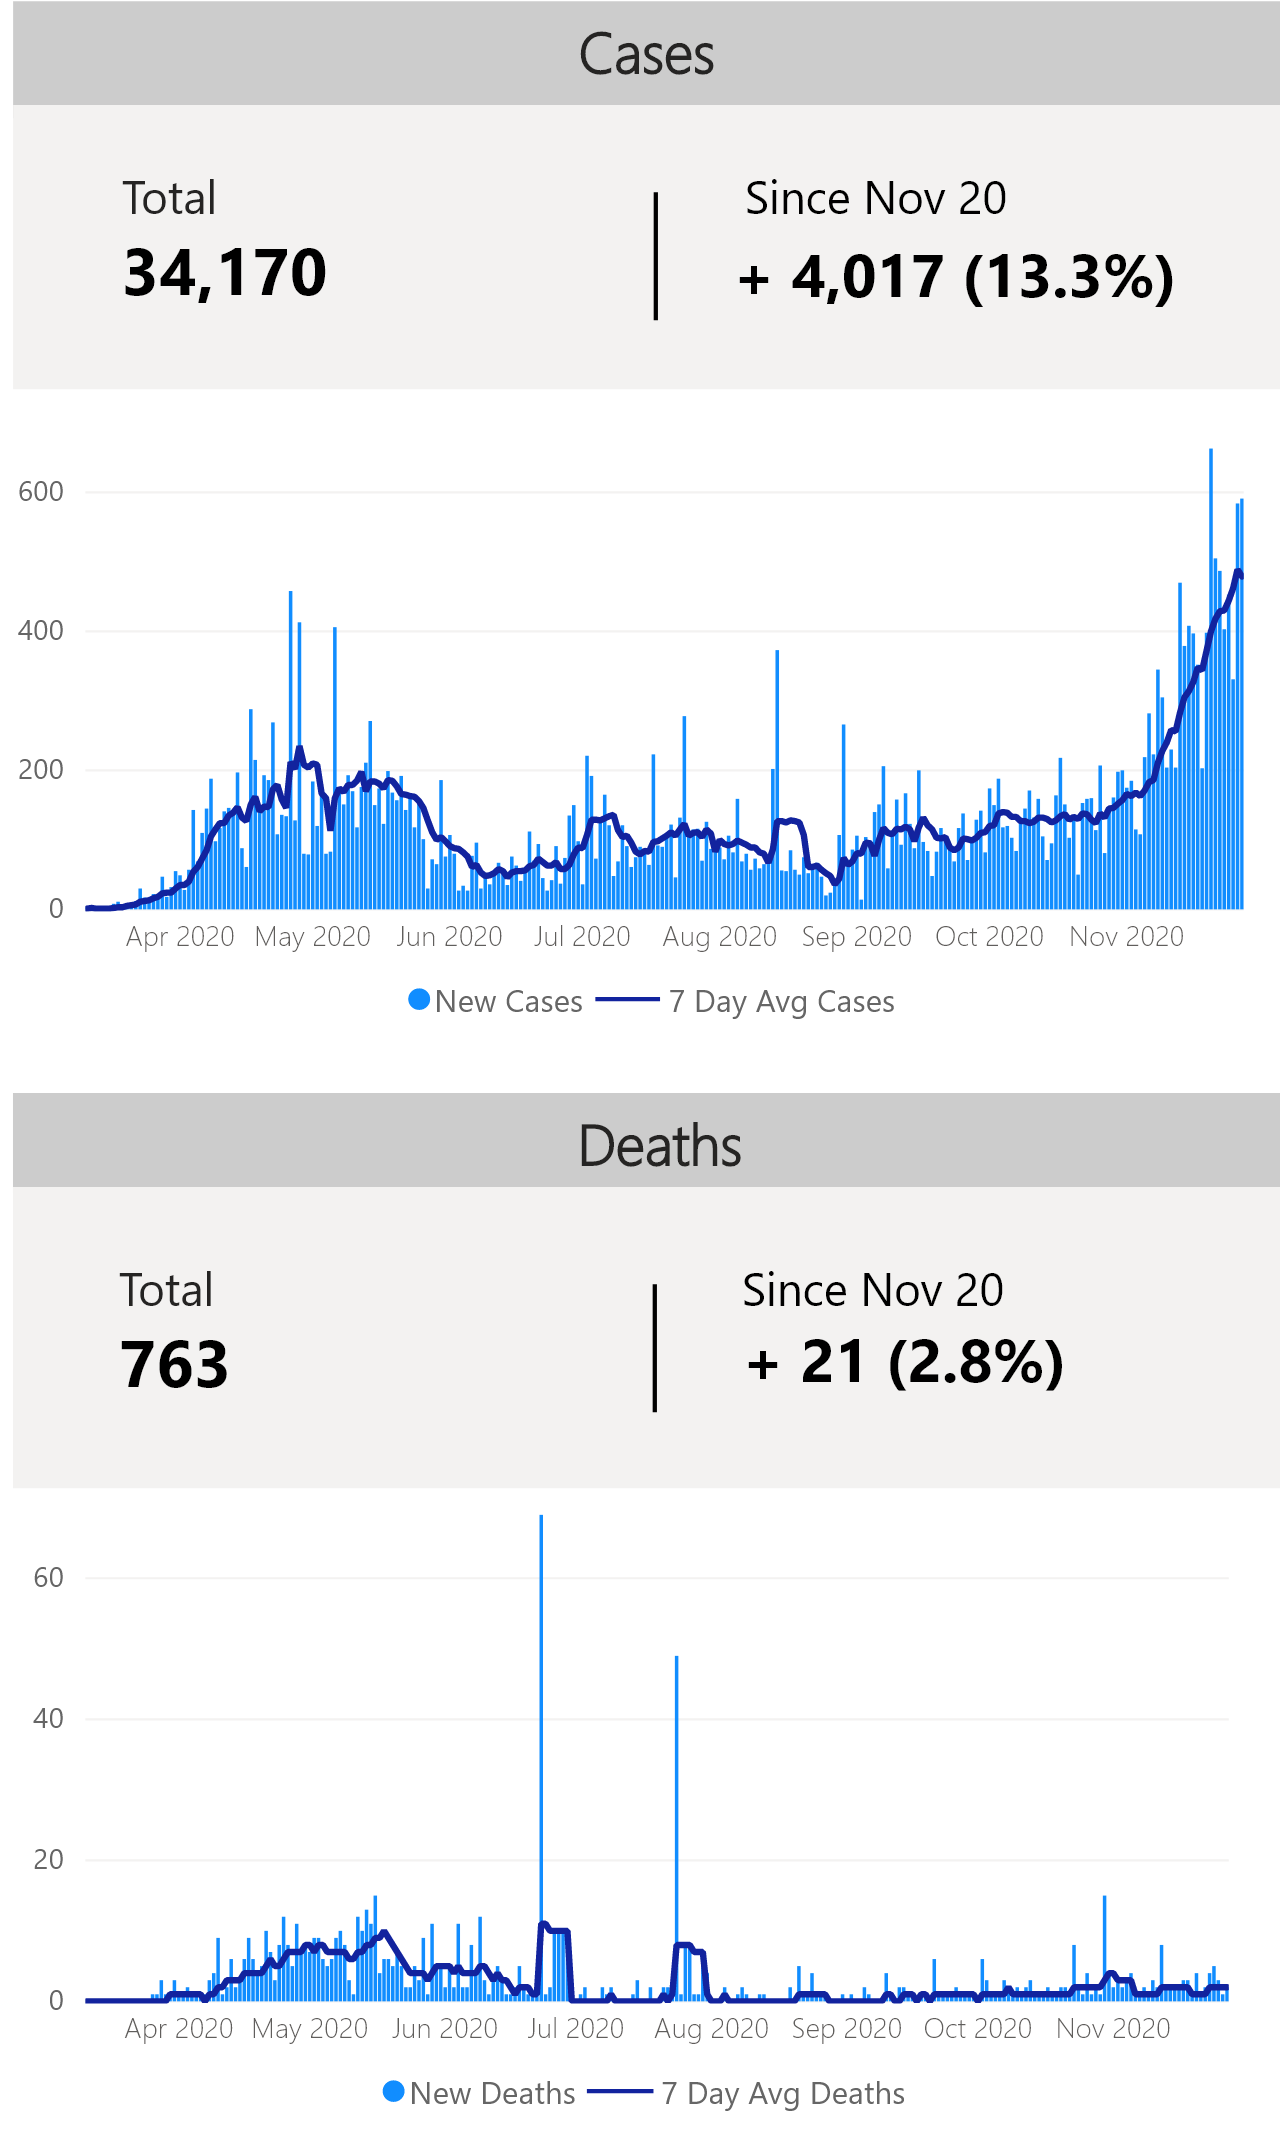 Cases
Total
Since Nov 20
34,170
+ 4,017 (13.3%)
600
400
200
0
Apr 2020 May 2020 Jun 2020 Jul 2020 Aug 2020 Sep 2020 Oct 2020 Nov 2020
New Cases 7 Day Avg Cases
Deaths
Total
Since Nov 20
763
+ 21 (2.8%)
60
40
20
0
Apr 2020 May 2020 Jun 2020 Jul 2020 Aug 2020 Sep 2020 Oct 2020 Nov 2020
New Deaths 7 Day Avg Deaths